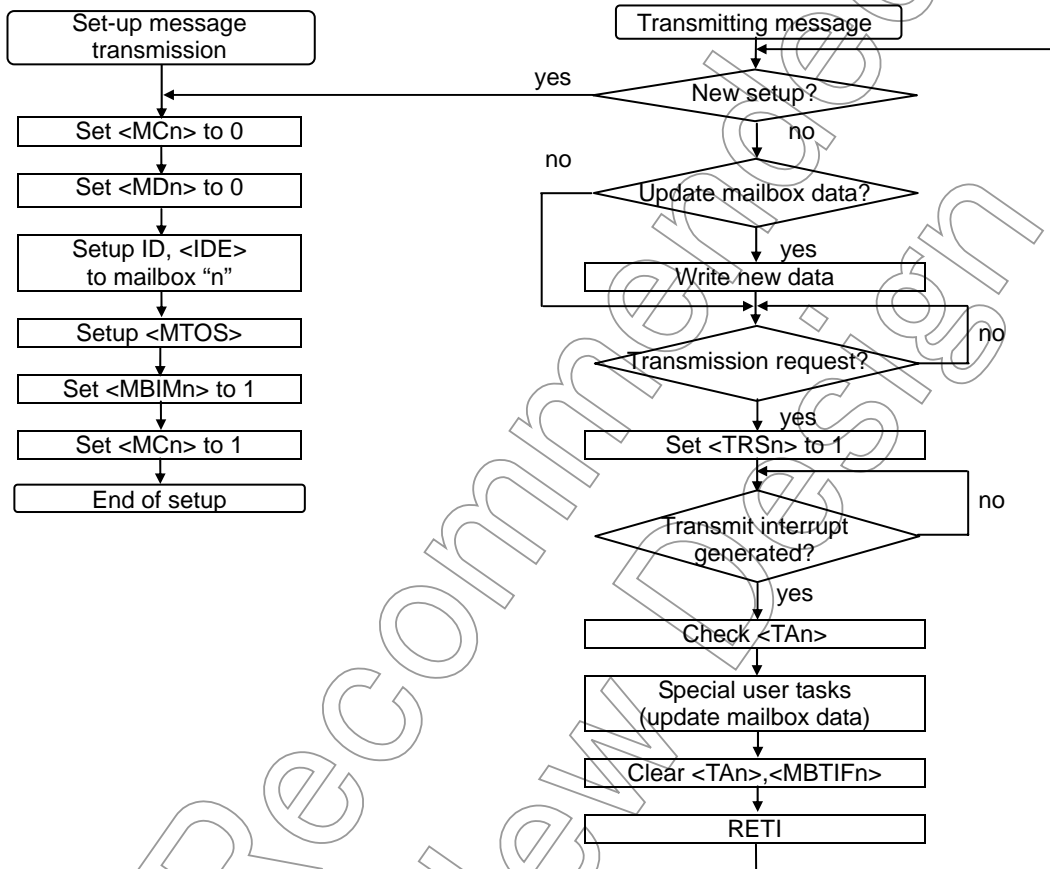 Set-up message
transmission
Set <MCn> to 0
Set <MDn> to 0
Setup ID, <IDE>
to mailbox “n”
Setup <MTOS>
Set <MBIMn> to 1
Set <MCn> to 1
End of setup
Transmitting message
yes
New setup?
no
no
Update mailbox data?
yes
Write new data
no
Transmission request?
yes
Set <TRSn> to 1
no
Transmit interrupt
generated?
yes
Check <TAn>
Special user tasks
(update mailbox data)
Clear <TAn>,<MBTIFn>
RETI
Recommended
New Design